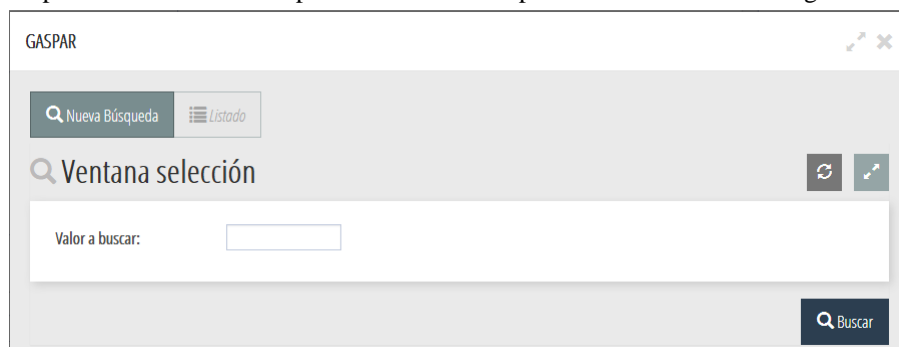 GASPAR
Nueva Búsqueda Listado
Ventana selección
Valor a buscar:
Buscar